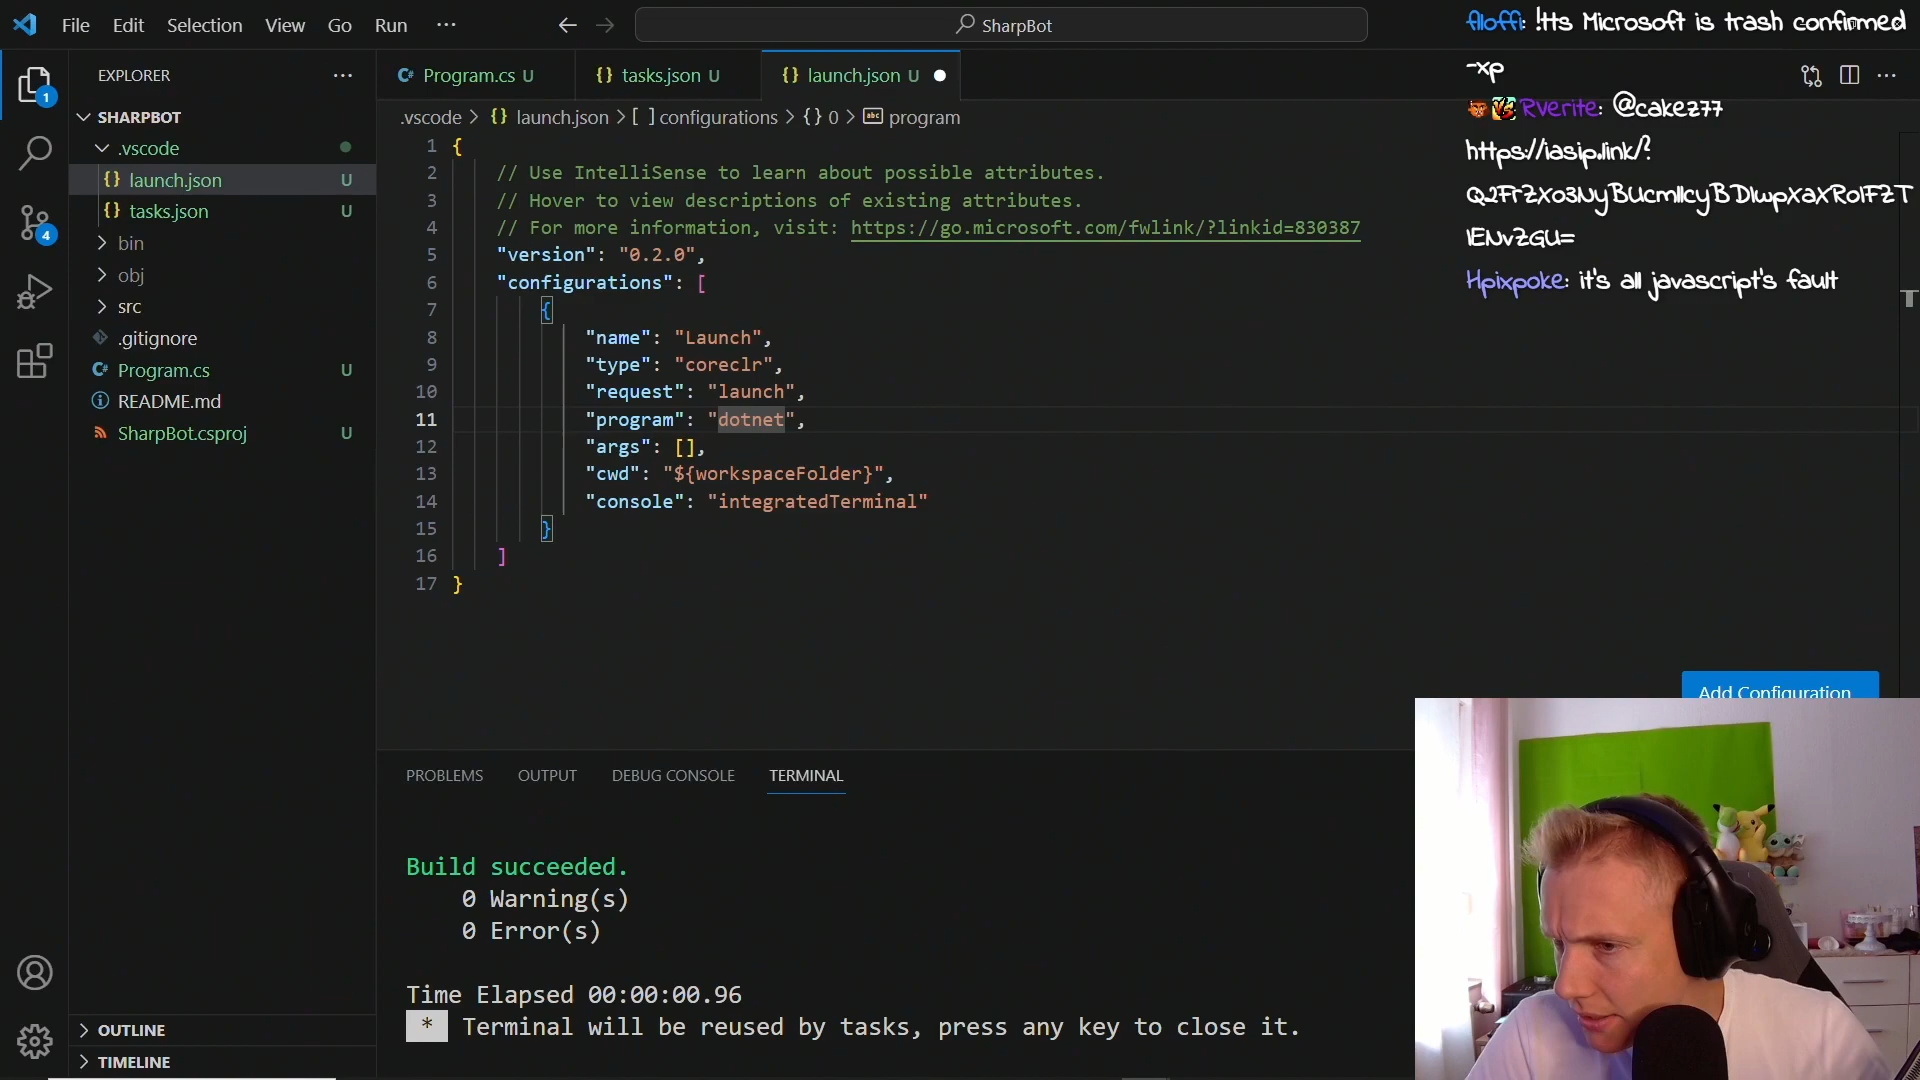 File Edit Selection View Go Run ···
SharpBot
EXPLORER
SHARPBOT
.vscode
launch.json U
tasks.json U
bin
obj
src
.gitignore
Program.cs U
README.md
SharpBot.csproj U
OUTLINE
TIMELINE
1
4
Program.cs U
tasks.json U
launch.json U
.vscode > {} launch.json > [ ] configurations > {} 0 > program
1 {
2 // Use IntelliSense to learn about possible attributes.
3 // Hover to view descriptions of existing attributes.
4 // For more information, visit: https://go.microsoft.com/fwlink/?linkid=830387
5 "version": "0.2.0",
6 "configurations": [
7 {
8 "name": "Launch",
9 "type": "coreclr",
10 "request": "launch",
11 "program": "dotnet",
12 "args": [],
13 "cwd": "${workspaceFolder}",
14 "console": "integratedTerminal"
15 }
16 ]
17 }
Add Configuration
PROBLEMS OUTPUT DEBUG CONSOLE TERMINAL
Build succeeded.
0 Warning(s)
0 Error(s)
Time Elapsed 00:00:00.96
* Terminal will be reused by tasks, press any key to close it.
Microsoft is trash confirmed
-xp
Rverite: @cakez77
https://iasip.link/?
Hpixpoke: it's all javascript's fault